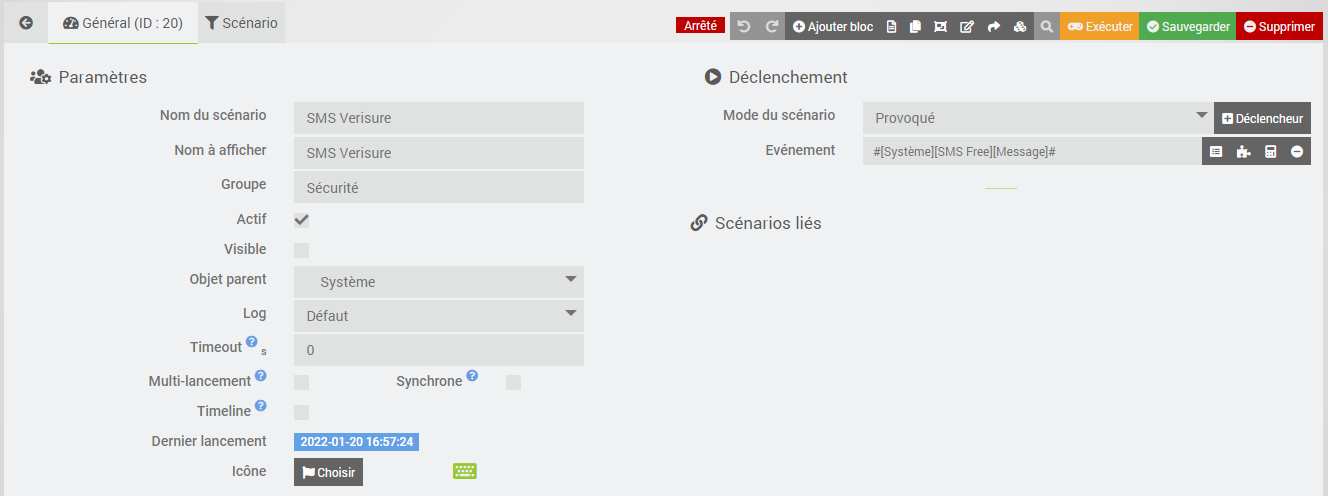 Général (ID : 20) Scénario
Arrêté Ajouter bloc Exécuter Sauvegarder Supprimer
Paramètres
Nom du scénario SMS Verisure
Nom à afficher SMS Verisure
Groupe Sécurité
Actif
Visible
Objet parent Système
Log Défaut
Timeout ? s 0
Multi-lancement ? Synchrone ?
Timeline ?
Dernier lancement 2022-01-20 16:57:24
Icône Choisir
Déclenchement
Mode du scénario Provoqué Déclencheur
Evénement #[Système][SMS Free][Message]#
Scénarios liés